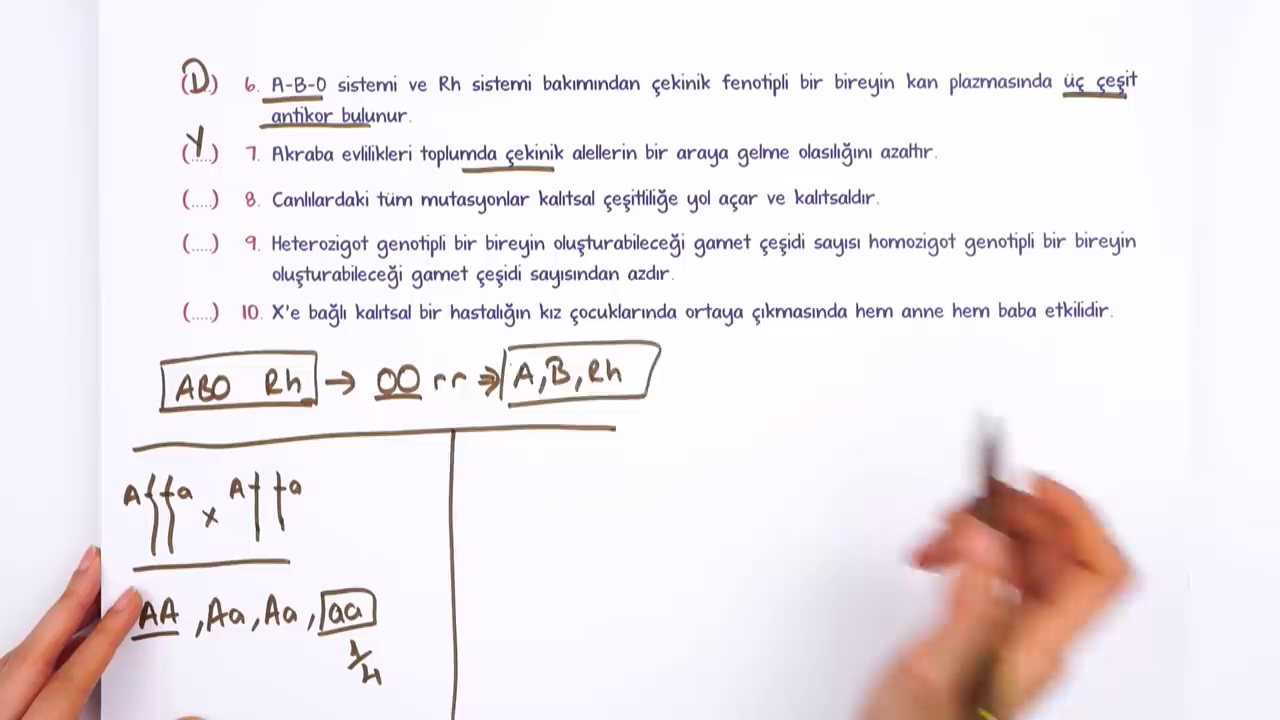 (D) 6. A-B-O sistemi ve Rh sistemi bakımından çekinik fenotipli bir bireyin kan plazmasında üç çeşit
antikor bulunur.
(Y) 7. Akraba evlilikleri toplumda çekinik alellerin bir araya gelme olasılığını azaltır.
(.....) 8. Canlılardaki tüm mutasyonlar kalıtsal çeşitliliğe yol açar ve kalıtsaldır.
(.....) 9. Heterozigot genotipli bir bireyin oluşturabileceği gamet çeşidi sayısı homozigot genotipli bir bireyin
oluşturabileceği gamet çeşidi sayısından azdır.
(.....) 10. X'e bağlı kalıtsal bir hastalığın kız çocuklarında ortaya çıkmasında hem anne hem baba etkilidir.
ABO Rh → OO rr ⇒ A, B, Rh
A a x A a
AA, Aa, Aa, aa
1/4